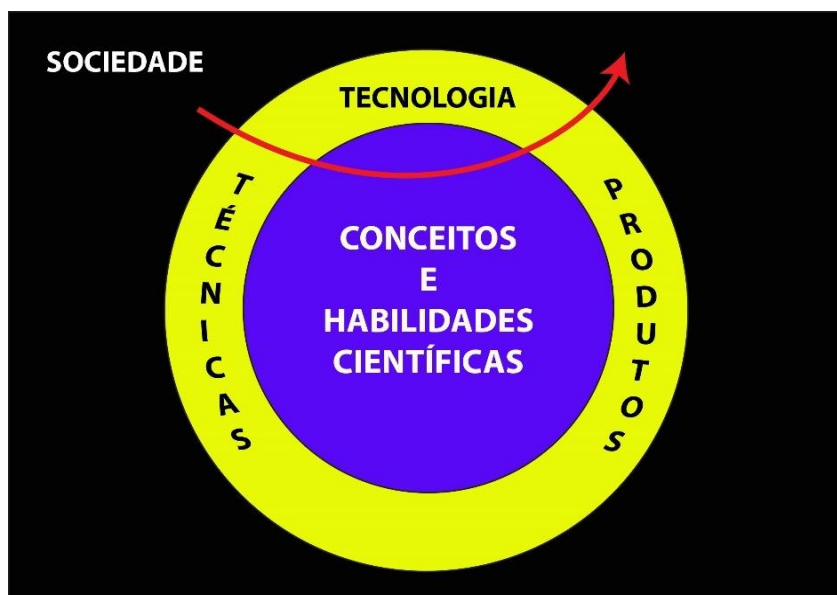 SOCIEDADE
TECNOLOGIA
TÉCNICAS
PRODUTOS
CONCEITOS
E
HABILIDADES
CIENTÍFICAS